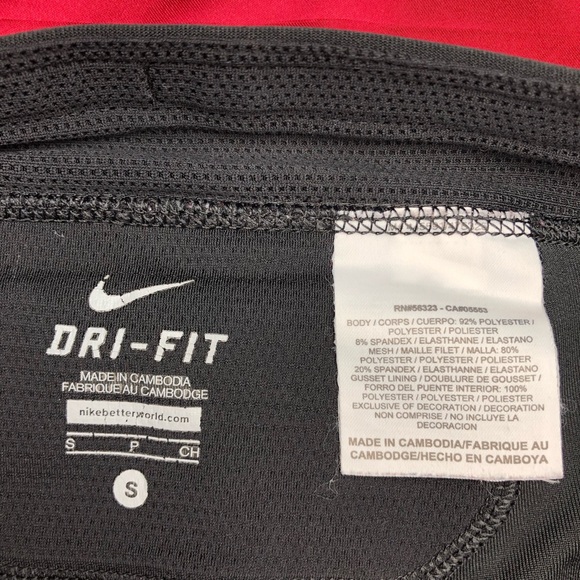 DRI-FIT
MADE IN CAMBODIA
FABRIQUE AU CAMBODGE
nikebetterworld.com
S P CH
S
RN#56323 - CA#05553
BODY / CORPS / CUERPO: 92% POLYESTER /
POLYESTER / POLYESTER / POLIESTER
8% SPANDEX / ELASTHANNE / ELASTANO
MESH / MAILLE FILET / MALLA: 80%
POLYESTER / POLYESTER / POLIESTER
20% SPANDEX / ELASTHANNE / ELASTANO
GUSSET LINING / DOUBLURE DE GOUSSET /
FORRO DEL PUENTE INTERIOR: 100%
POLYESTER / POLYESTER / POLIESTER
EXCLUSIVE OF DECORATION / DECORATION
NON COMPRISE / NO INCLUYE LA
DECORACION
MADE IN CAMBODIA/FABRIQUE AU
CAMBODGE/HECHO EN CAMBOYA